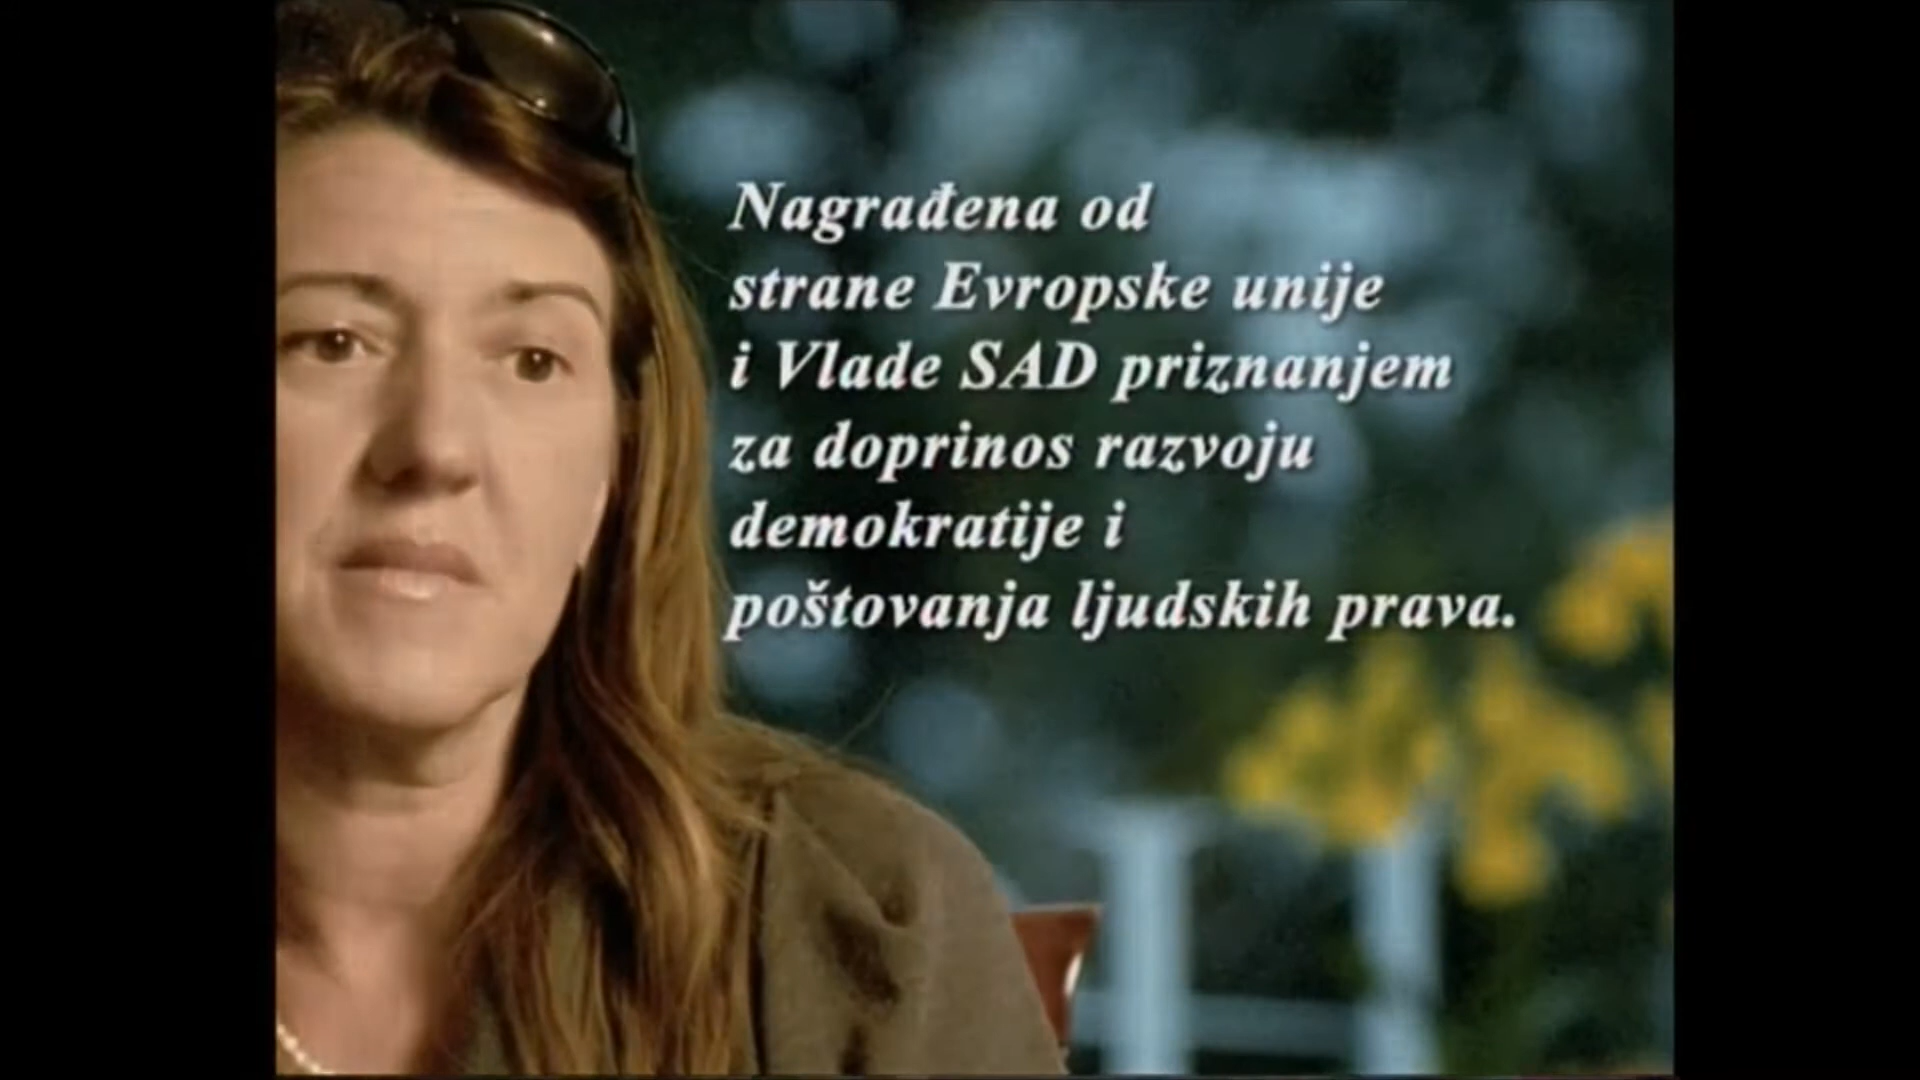 Nagrađena od
strane Evropske unije
i Vlade SAD priznanjem
za doprinos razvoju
demokratije i
poštovanja ljudskih prava.